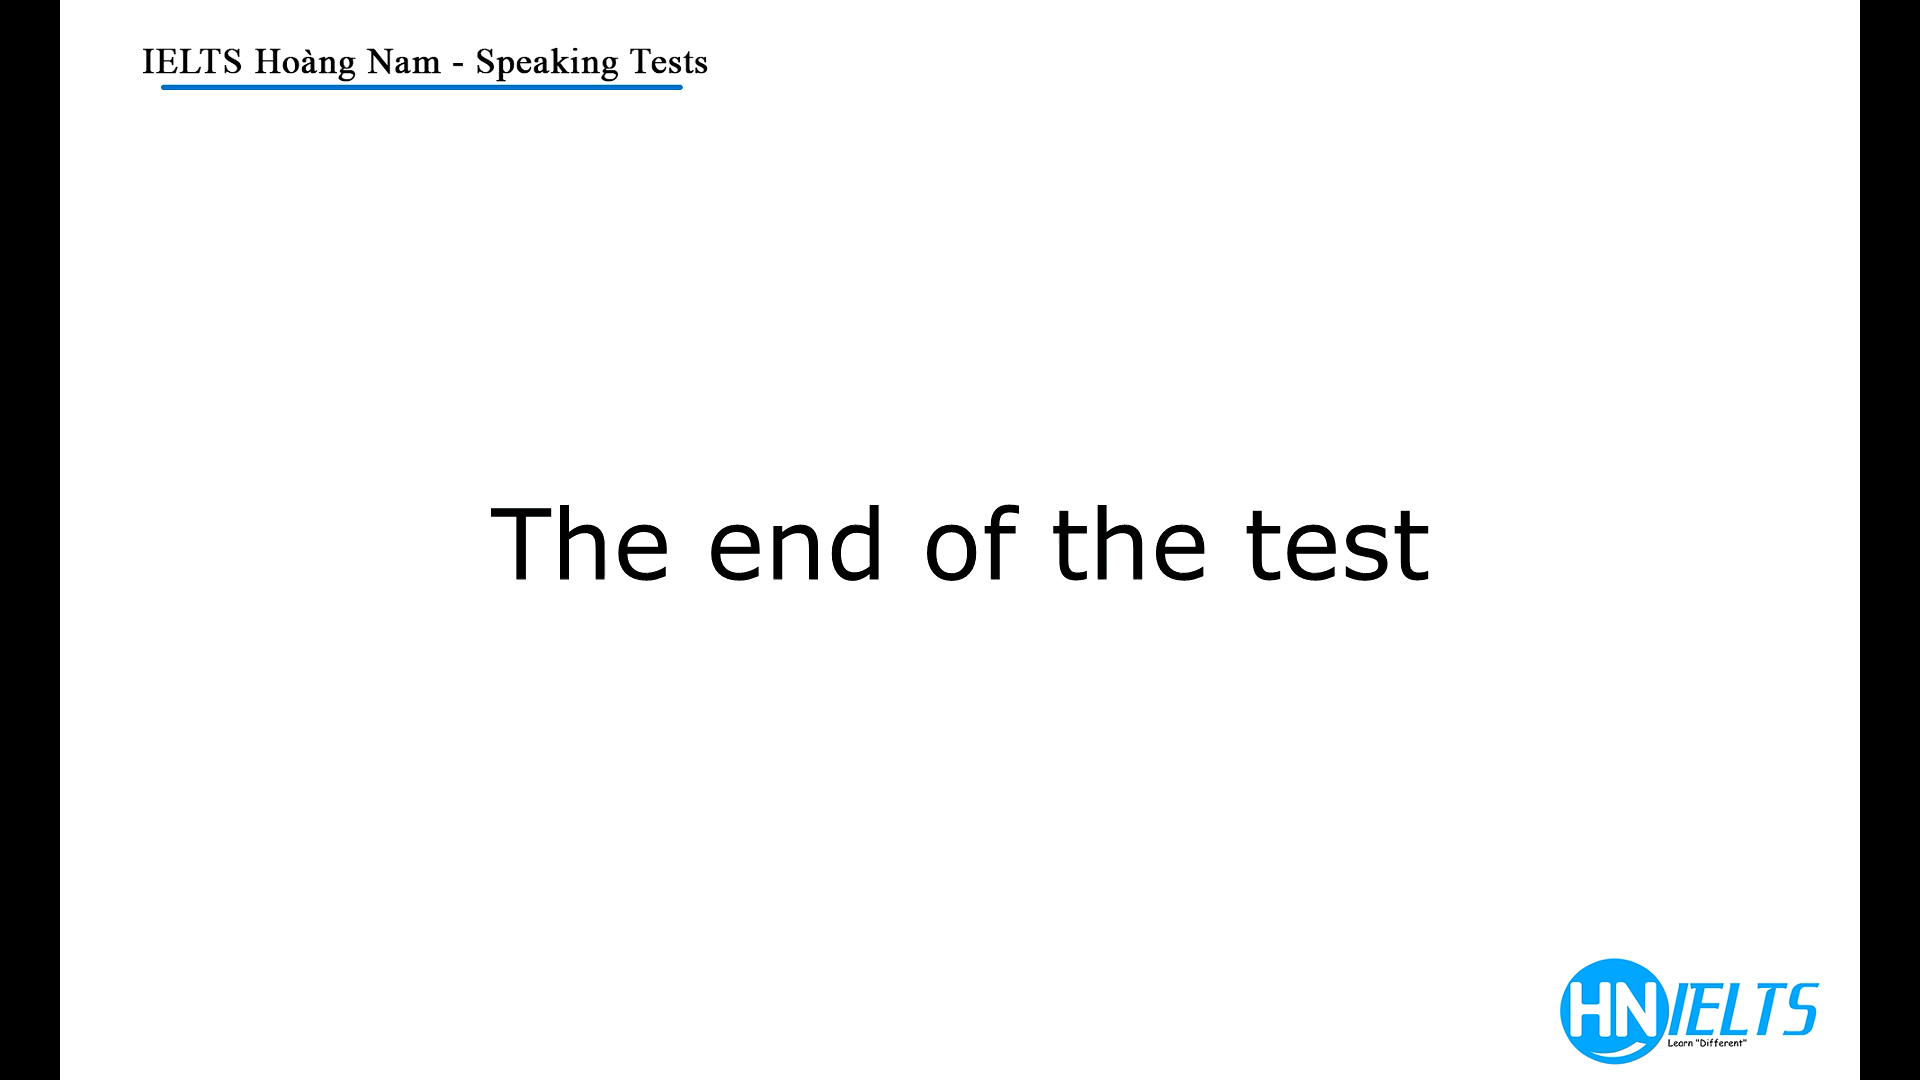 IELTS Hoàng Nam - Speaking Tests
The end of the test
HNIELTS
Learn "Different"